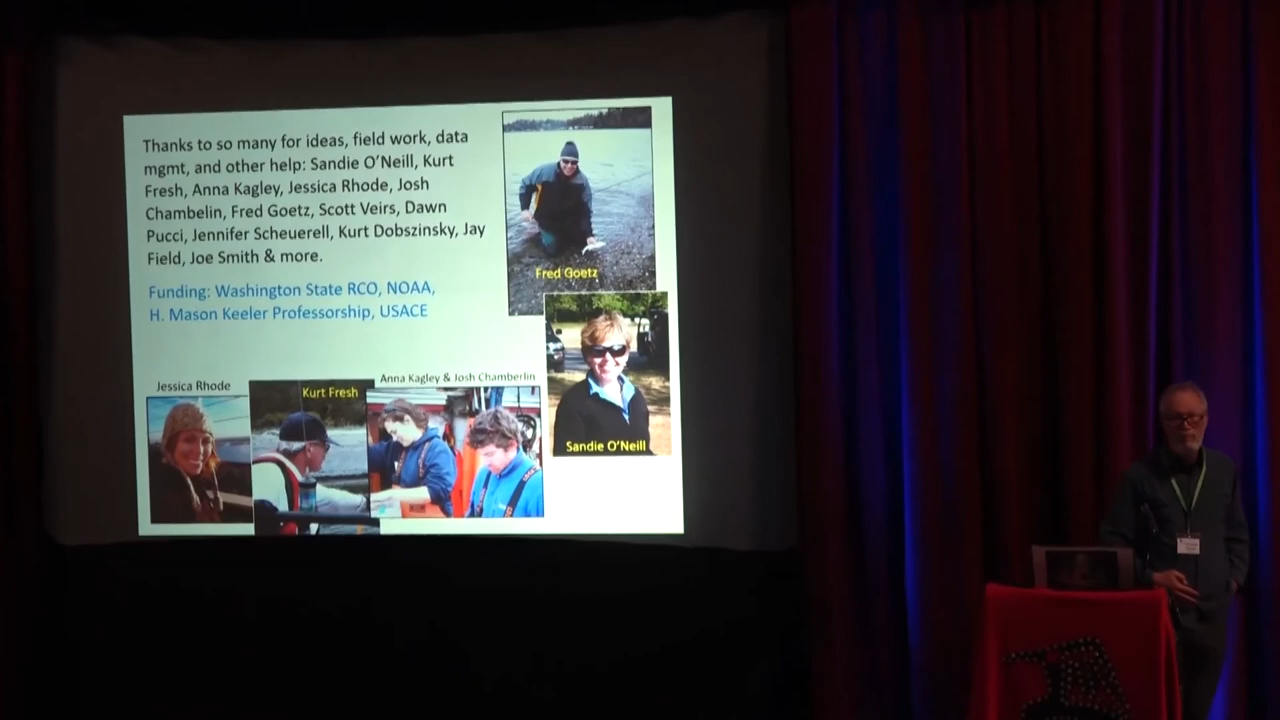 Thanks to so many for ideas, field work, data
mgmt, and other help: Sandie O'Neill, Kurt
Fresh, Anna Kagley, Jessica Rhode, Josh
Chambelin, Fred Goetz, Scott Veirs, Dawn
Pucci, Jennifer Scheuerell, Kurt Dobszinsky, Jay
Field, Joe Smith & more.
Funding: Washington State RCO, NOAA,
H. Mason Keeler Professorship, USACE
Fred Goetz
Sandie O'Neill
Jessica Rhode
Kurt Fresh
Anna Kagley & Josh Chamberlin